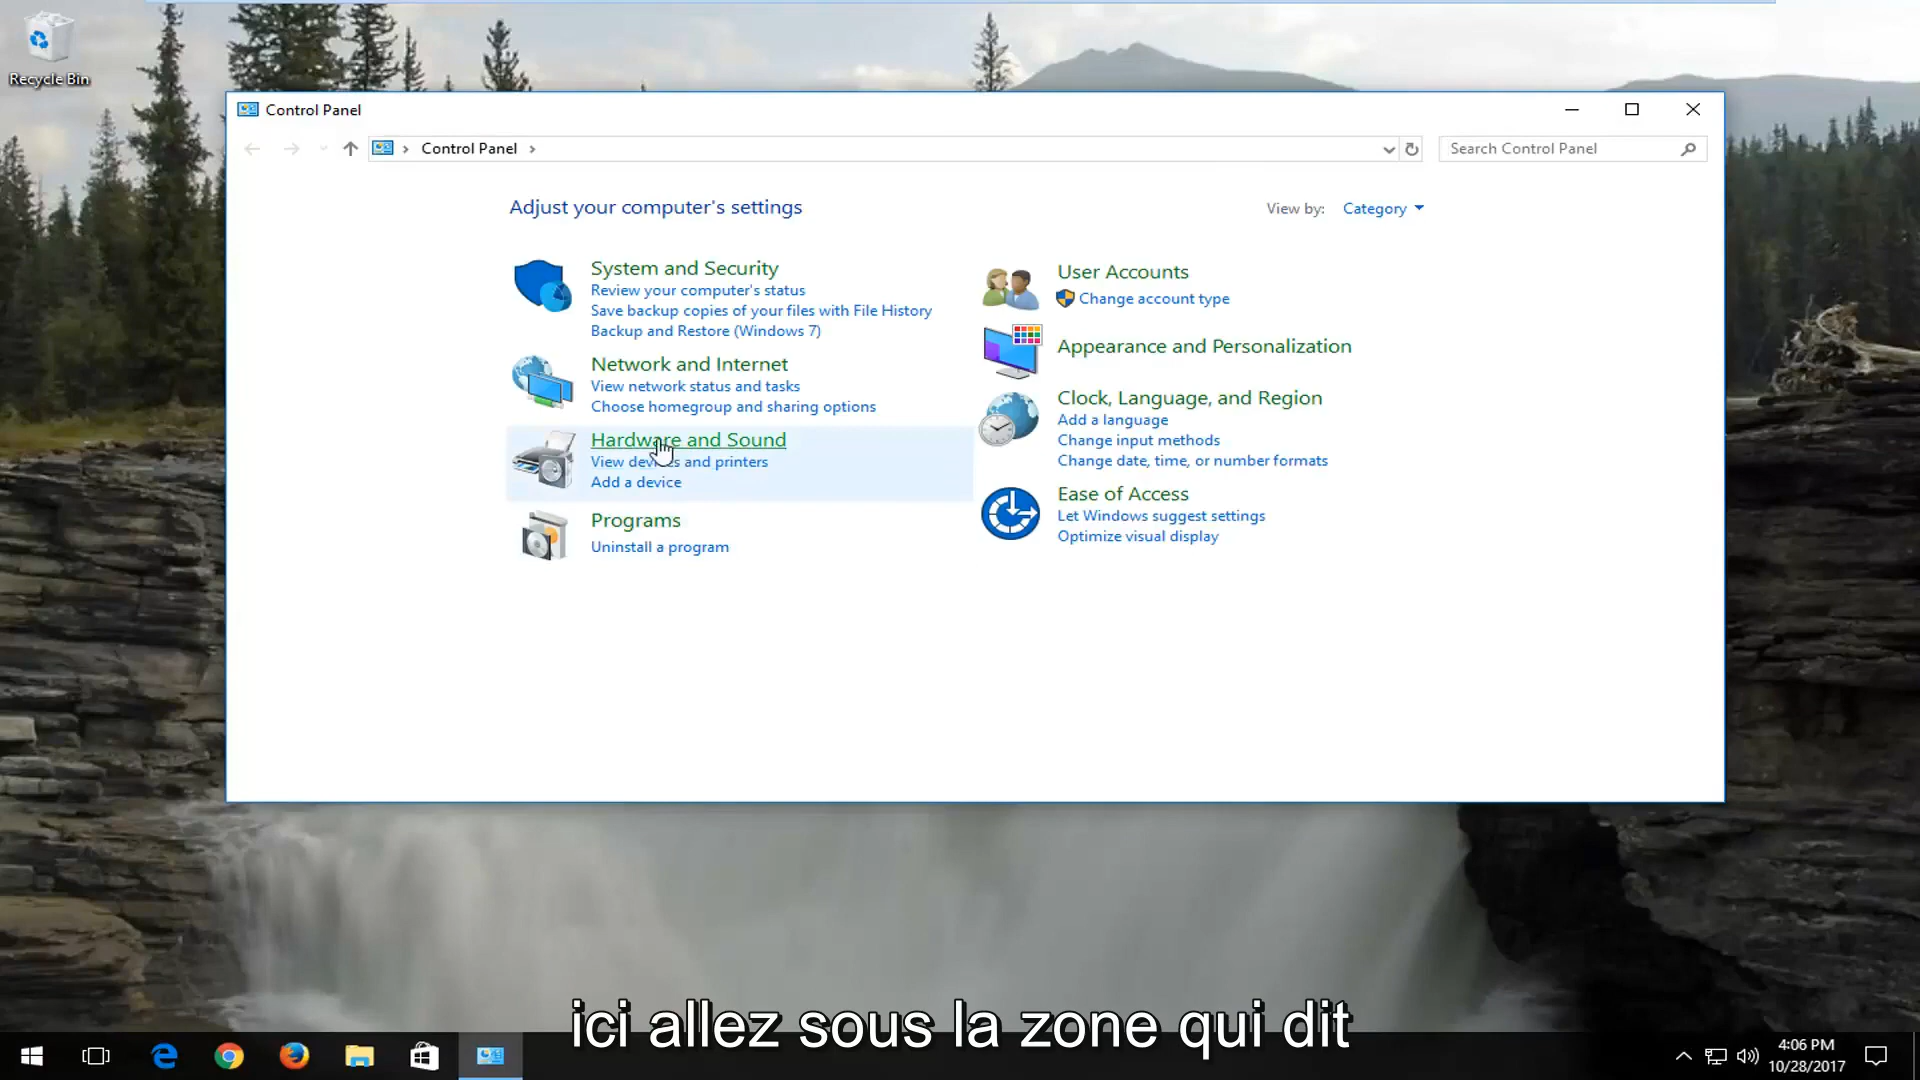 Recycle Bin
Control Panel
Control Panel
Search Control Panel
Adjust your computer's settings
View by: Category
System and Security
Review your computer's status
Save backup copies of your files with File History
Backup and Restore (Windows 7)
Network and Internet
View network status and tasks
Choose homegroup and sharing options
Hardware and Sound
View devices and printers
Add a device
Programs
Uninstall a program
User Accounts
Change account type
Appearance and Personalization
Clock, Language, and Region
Add a language
Change input methods
Change date, time, or number formats
Ease of Access
Let Windows suggest settings
Optimize visual display
ici allez sous la zone qui dit
4:06 PM
10/28/2017